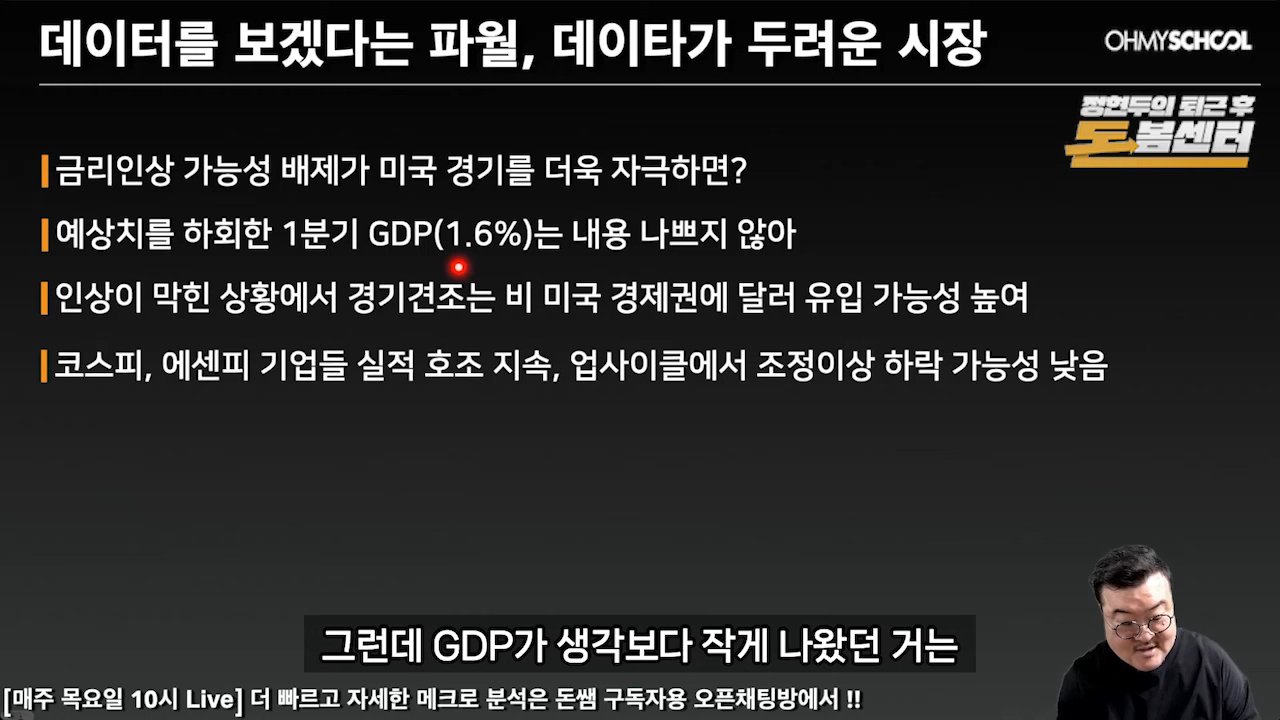 데이터를 보겠다는 파월, 데이타가 두려운 시장
OHMYSCHOOL
정언두의 퇴근 후
돈봄센터
금리인상 가능성 배제가 미국 경기를 더욱 자극하면?
예상치를 하회한 1분기 GDP(1.6%)는 내용 나쁘지 않아
인상이 막힌 상황에서 경기견조는 비 미국 경제권에 달러 유입 가능성 높여
코스피, 에센피 기업들 실적 호조 지속, 업사이클에서 조정이상 하락 가능성 낮음
그런데 GDP가 생각보다 작게 나왔던 거는
[매주 목요일 10시 Live] 더 빠르고 자세한 메크로 분석은 돈쌤 구독자용 오픈채팅방에서 !!